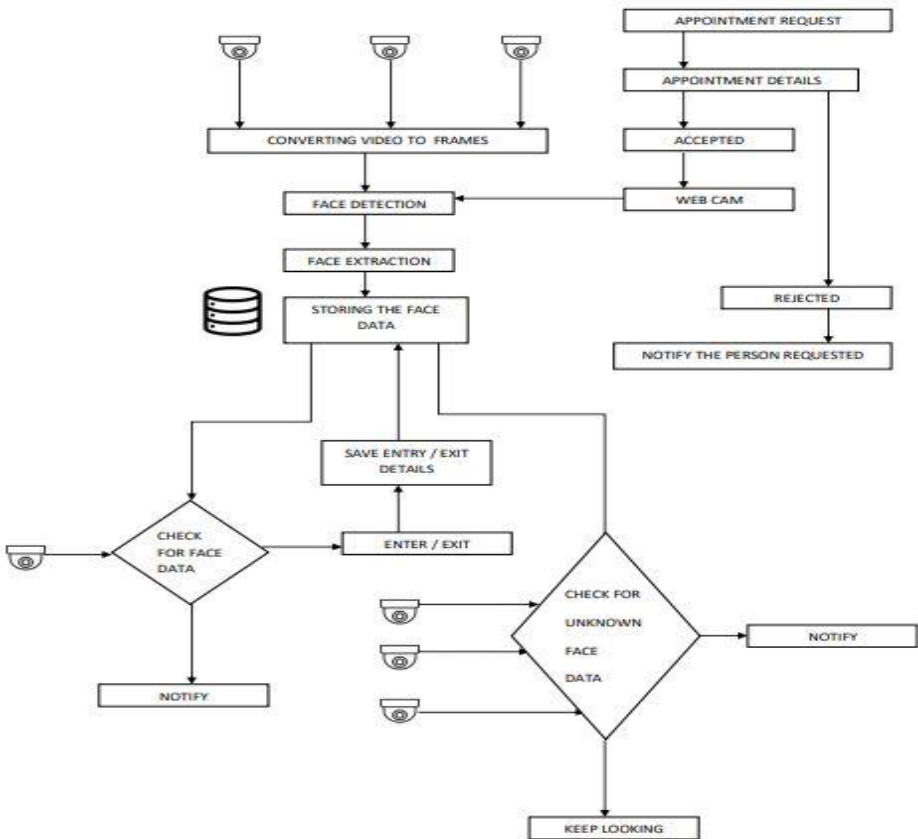 APPOINTMENT REQUEST
APPOINTMENT DETAILS
CONVERTING VIDEO TO FRAMES
ACCEPTED
FACE DETECTION
WEB CAM
FACE EXTRACTION
STORING THE FACE
DATA
REJECTED
NOTIFY THE PERSON REQUESTED
SAVE ENTRY / EXIT
DETAILS
CHECK
FOR FACE
DATA
ENTER / EXIT
CHECK FOR
UNKNOWN
FACE
DATA
NOTIFY
NOTIFY
KEEP LOOKING